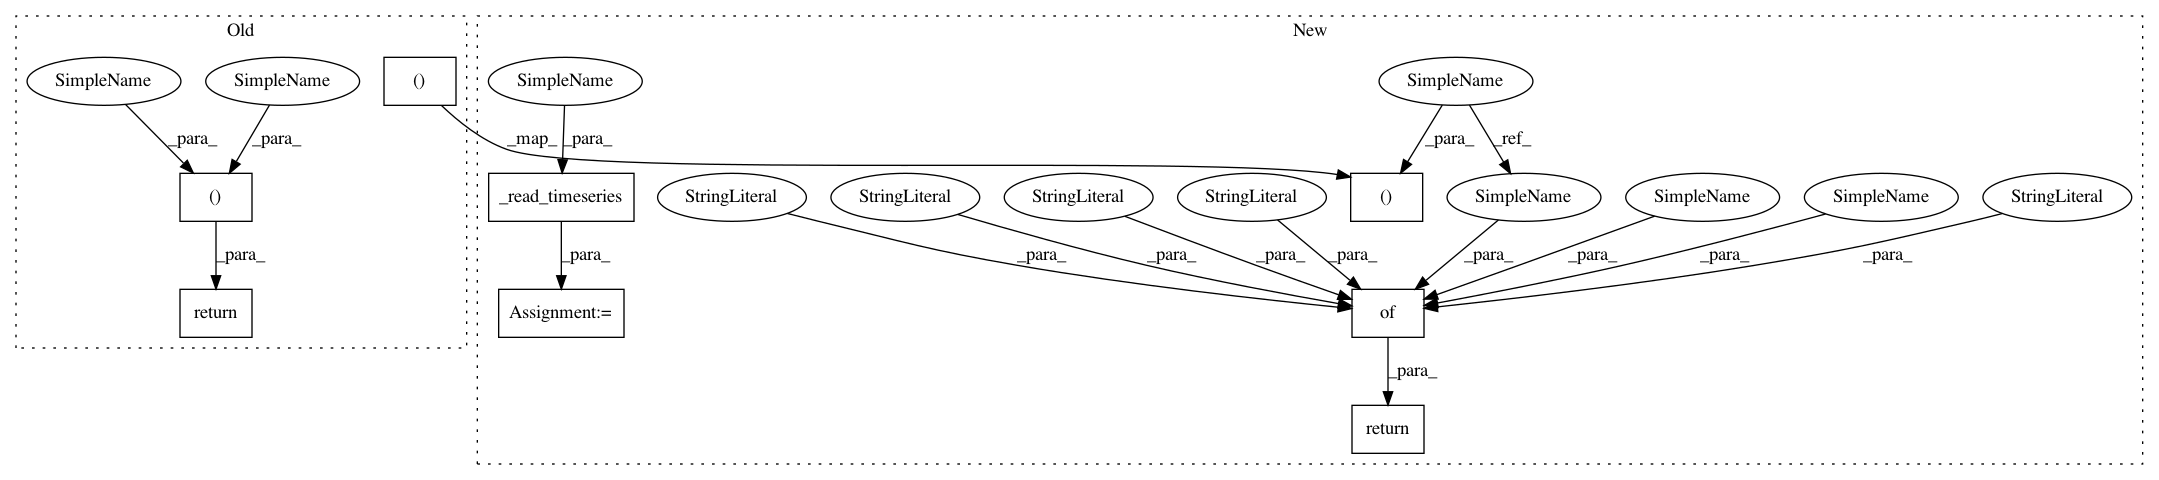 Old
New
SimpleName
SimpleName
()
SimpleName
SimpleName
_para_
_para_
_map_
_para_
_para_
_ref_
()
_read_timeseries
StringLiteral
StringLiteral
StringLiteral
StringLiteral
()
SimpleName
SimpleName
SimpleName
StringLiteral
_para_
_para_
_para_
_para_
_para_
_para_
_para_
_para_
_para_
_para_
return
Assignment:=
of
_para_
return